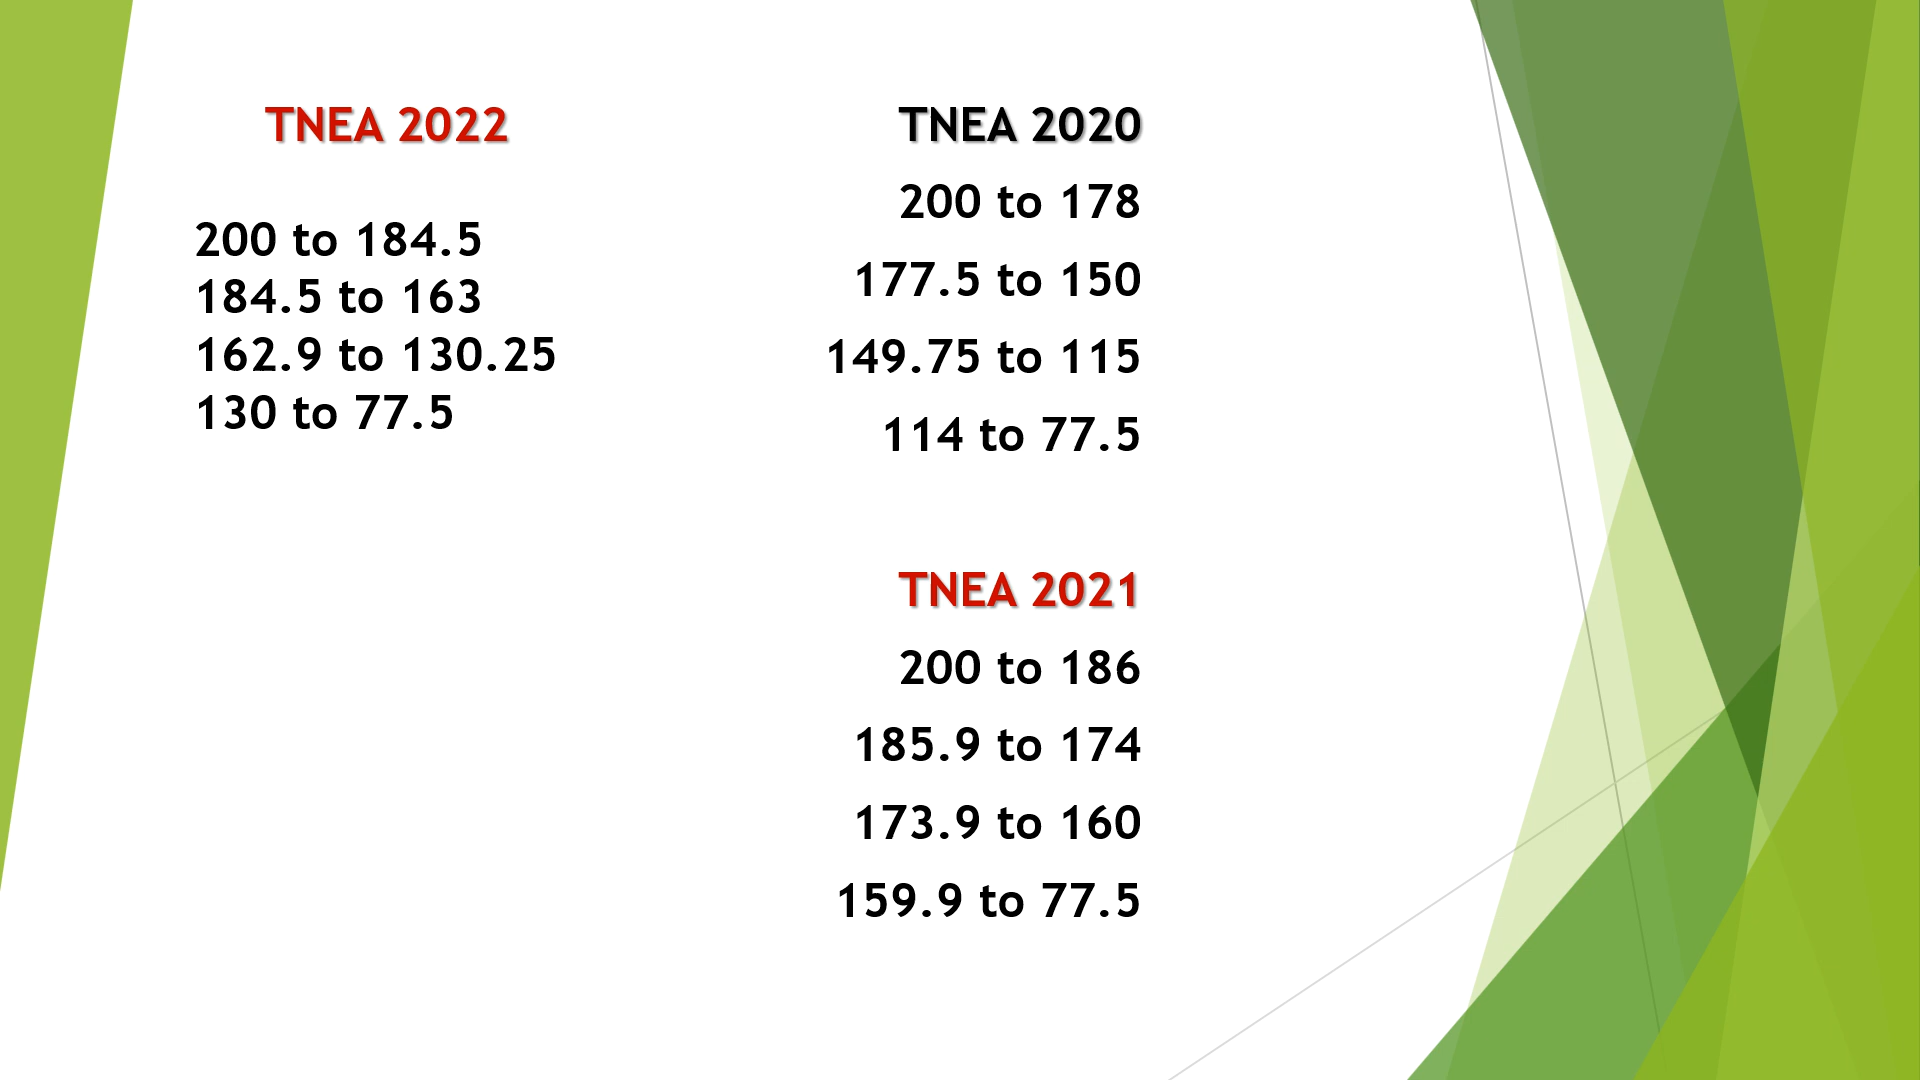 TNEA 2022
200 to 184.5
184.5 to 163
162.9 to 130.25
130 to 77.5
TNEA 2020
200 to 178
177.5 to 150
149.75 to 115
114 to 77.5
TNEA 2021
200 to 186
185.9 to 174
173.9 to 160
159.9 to 77.5